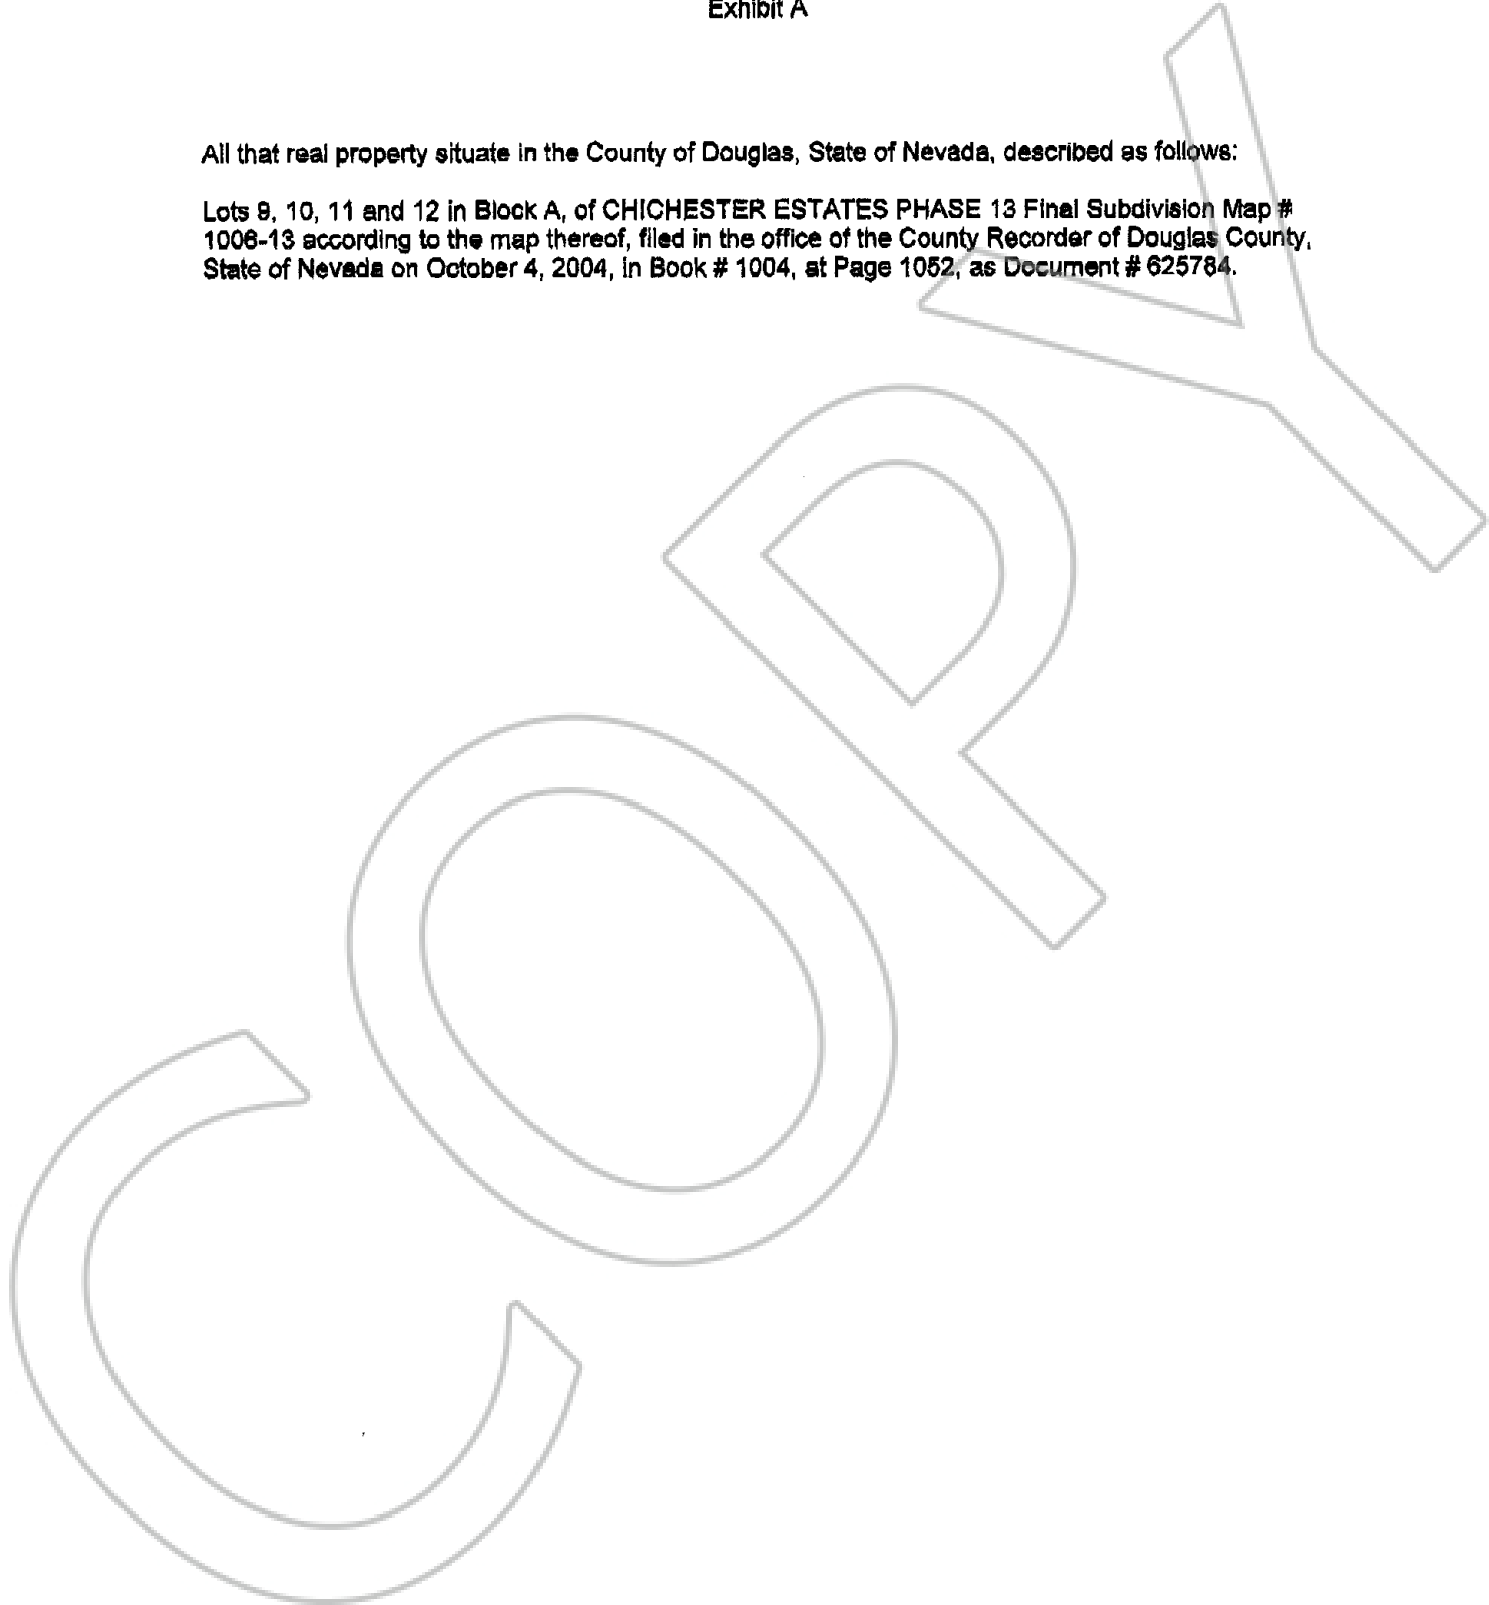 Exhibit A
All that real property situate in the County of Douglas, State of Nevada, described as follows:
Lots 9, 10, 11 and 12 in Block A, of CHICHESTER ESTATES PHASE 13 Final Subdivision Map #
1006-13 according to the map thereof, filed in the office of the County Recorder of Douglas County,
State of Nevada on October 4, 2004, in Book # 1004, at Page 1052, as Document # 625784.
COPY